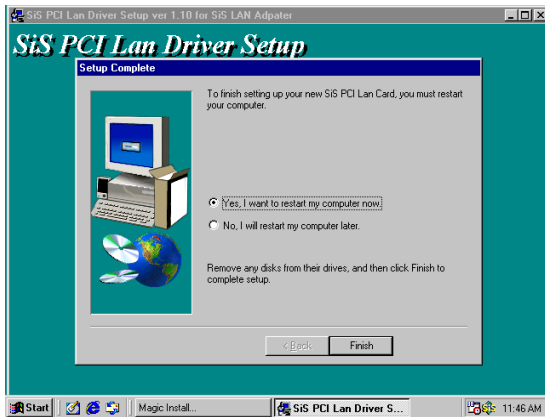 SiS PCI Lan Driver Setup ver 1.10 for SiS LAN Adpater
SiS PCI Lan Driver Setup
Setup Complete
To finish setting up your new SiS PCI Lan Card, you must restart
your computer.
Yes, I want to restart my computer now.
No, I will restart my computer later.
Remove any disks from their drives, and then click Finish to
complete setup.
< Back
Finish
Start
Magic Install...
SiS PCI Lan Driver S...
11:46 AM